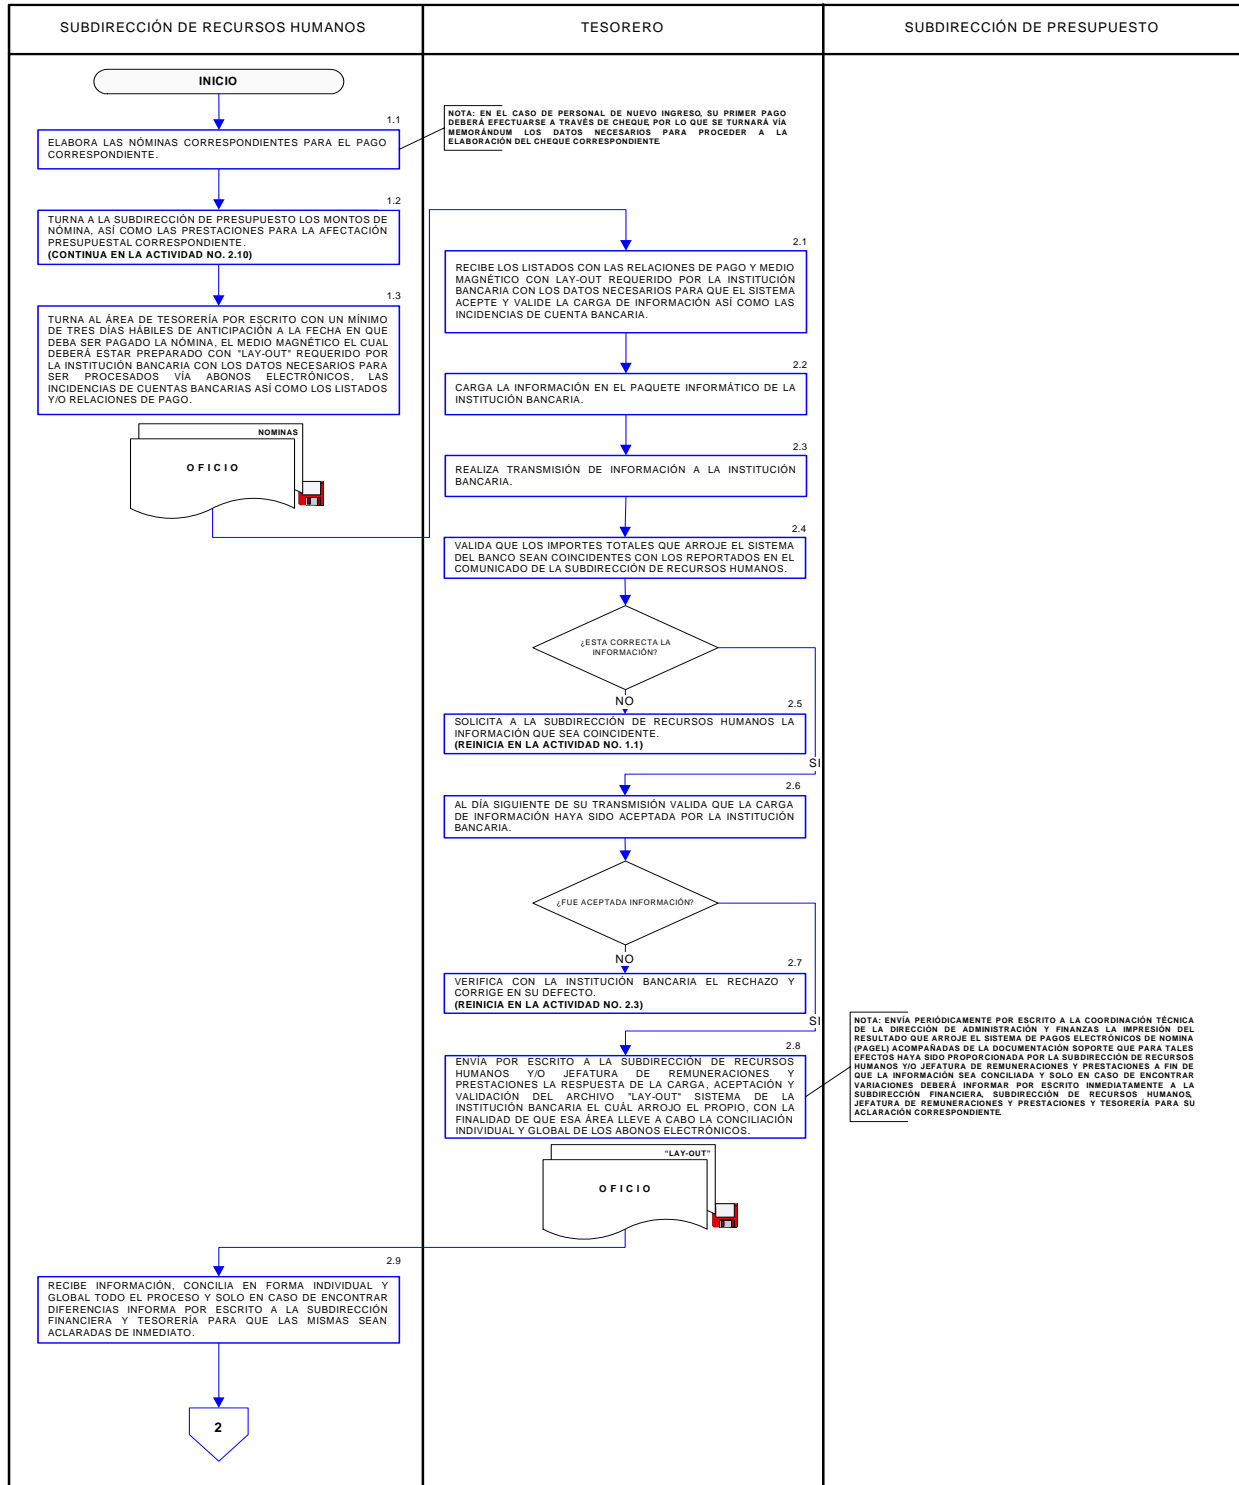 SUBDIRECCIÓN DE RECURSOS HUMANOS
TESORERO
SUBDIRECCIÓN DE PRESUPUESTO
INICIO
1.1
ELABORA LAS NÓMINAS CORRESPONDIENTES PARA EL PAGO
CORRESPONDIENTE.
NOTA: EN EL CASO DE PERSONAL DE NUEVO INGRESO, SU PRIMER PAGO
DEBERÁ EFECTUARSE A TRAVÉS DE CHEQUE, POR LO QUE SE TURNARÁ VÍA
MEMORÁNDUM LOS DATOS NECESARIOS PARA PROCEDER A LA
ELABORACIÓN DEL CHEQUE CORRESPONDIENTE.
1.2
TURNA A LA SUBDIRECCIÓN DE PRESUPUESTO LOS MONTOS DE
NÓMINA, ASÍ COMO LAS PRESTACIONES PARA LA AFECTACIÓN
PRESUPUESTAL CORRESPONDIENTE.
(CONTINUA EN LA ACTIVIDAD NO. 2.10)
1.3
TURNA AL ÁREA DE TESORERÍA POR ESCRITO CON UN MÍNIMO
DE TRES DÍAS HÁBILES DE ANTICIPACIÓN A LA FECHA EN QUE
DEBA SER PAGADO LA NÓMINA, EL MEDIO MAGNÉTICO EL CUAL
DEBERÁ ESTAR PREPARADO CON "LAY-OUT" REQUERIDO POR
LA INSTITUCIÓN BANCARIA CON LOS DATOS NECESARIOS PARA
SER PROCESADOS VÍA ABONOS ELECTRÓNICOS, LAS
INCIDENCIAS DE CUENTAS BANCARIAS ASÍ COMO LOS LISTADOS
Y/O RELACIONES DE PAGO.
NOMINAS
OFICIO
2.1
RECIBE LOS LISTADOS CON LAS RELACIONES DE PAGO Y MEDIO
MAGNÉTICO CON LAY-OUT REQUERIDO POR LA INSTITUCIÓN
BANCARIA CON LOS DATOS NECESARIOS PARA QUE EL SISTEMA
ACEPTE Y VALIDE LA CARGA DE INFORMACIÓN ASÍ COMO LAS
INCIDENCIAS DE CUENTA BANCARIA.
2.2
CARGA LA INFORMACIÓN EN EL PAQUETE INFORMÁTICO DE LA
INSTITUCIÓN BANCARIA.
2.3
REALIZA TRANSMISIÓN DE INFORMACIÓN A LA INSTITUCIÓN
BANCARIA.
2.4
VALIDA QUE LOS IMPORTES TOTALES QUE ARROJE EL SISTEMA
DEL BANCO SEAN COINCIDENTES CON LOS REPORTADOS EN EL
COMUNICADO DE LA SUBDIRECCIÓN DE RECURSOS HUMANOS.
¿ESTA CORRECTA LA
INFORMACIÓN?
NO
2.5
SOLICITA A LA SUBDIRECCIÓN DE RECURSOS HUMANOS LA
INFORMACIÓN QUE SEA COINCIDENTE.
(REINICIA EN LA ACTIVIDAD NO. 1.1)
SI
2.6
AL DÍA SIGUIENTE DE SU TRANSMISIÓN VALIDA QUE LA CARGA
DE INFORMACIÓN HAYA SIDO ACEPTADA POR LA INSTITUCIÓN
BANCARIA.
¿FUE ACEPTADA INFORMACIÓN?
NO
2.7
VERIFICA CON LA INSTITUCIÓN BANCARIA EL RECHAZO Y
CORRIGE EN SU DEFECTO.
(REINICIA EN LA ACTIVIDAD NO. 2.3)
SI
2.8
ENVÍA POR ESCRITO A LA SUBDIRECCIÓN DE RECURSOS
HUMANOS Y/O JEFATURA DE REMUNERACIONES Y
PRESTACIONES LA RESPUESTA DE LA CARGA, ACEPTACIÓN Y
VALIDACIÓN DEL ARCHIVO "LAY-OUT" SISTEMA DE LA
INSTITUCIÓN BANCARIA EL CUÁL ARROJO EL PROPIO, CON LA
FINALIDAD DE QUE ESA ÁREA LLEVE A CABO LA CONCILIACIÓN
INDIVIDUAL Y GLOBAL DE LOS ABONOS ELECTRÓNICOS.
NOTA: ENVÍA PERIÓDICAMENTE POR ESCRITO A LA COORDINACIÓN TÉCNICA
DE LA DIRECCIÓN DE ADMINISTRACIÓN Y FINANZAS LA IMPRESIÓN DEL
RESULTADO QUE ARROJE EL SISTEMA DE PAGOS ELECTRÓNICOS DE NOMINA
(PAGEL) ACOMPAÑADAS DE LA DOCUMENTACIÓN SOPORTE QUE PARA TALES
EFECTOS HAYA SIDO PROPORCIONADA POR LA SUBDIRECCIÓN DE RECURSOS
HUMANOS Y/O JEFATURA DE REMUNERACIONES Y PRESTACIONES A FIN DE
QUE LA INFORMACIÓN SEA CONCILIADA Y SOLO EN CASO DE ENCONTRAR
VARIACIONES DEBERÁ INFORMAR POR ESCRITO INMEDIATAMENTE A LA
SUBDIRECCIÓN FINANCIERA, SUBDIRECCIÓN DE RECURSOS HUMANOS,
JEFATURA DE REMUNERACIONES Y PRESTACIONES Y TESORERÍA PARA SU
ACLARACIÓN CORRESPONDIENTE.
"LAY-OUT"
OFICIO
2.9
RECIBE INFORMACIÓN, CONCILIA EN FORMA INDIVIDUAL Y
GLOBAL TODO EL PROCESO Y SOLO EN CASO DE ENCONTRAR
DIFERENCIAS INFORMA POR ESCRITO A LA SUBDIRECCIÓN
FINANCIERA Y TESORERÍA PARA QUE LAS MISMAS SEAN
ACLARADAS DE INMEDIATO.
2